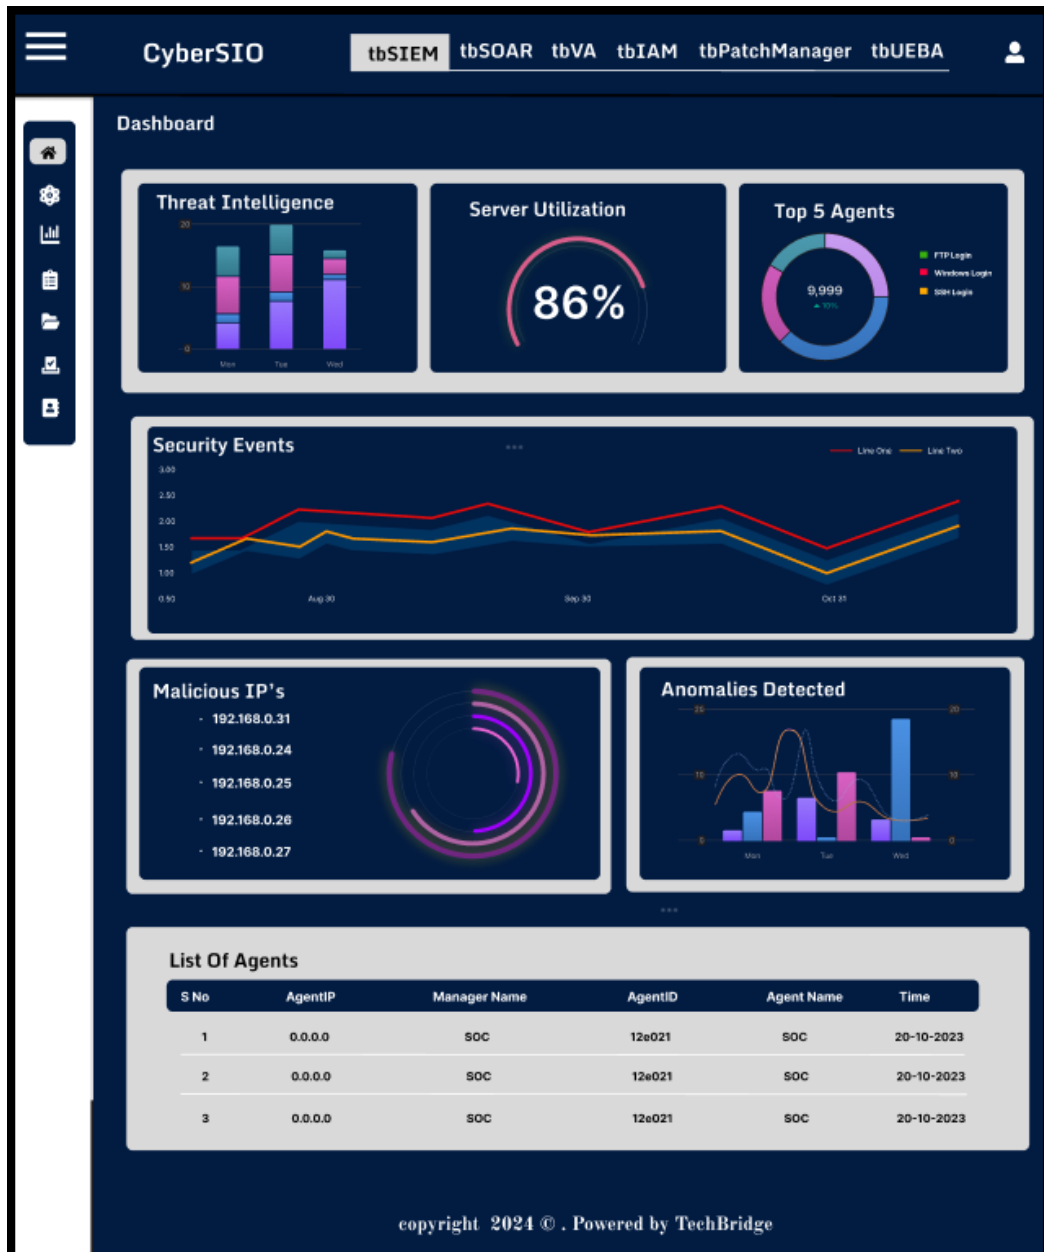 CyberSIO tbSIEM tbSOAR tbVA tbIAM tbPatchManager tbUEBA
Dashboard
Threat Intelligence
20
10
0
Mon Tue Wed
Server Utilization
86%
Top 5 Agents
9,999
▲ 10%
FTP Login
Windows Login
SSH Login
Security Events
Line One Line Two
3.00
2.50
2.00
1.50
1.00
0.50
Aug 30 Sep 30 Oct 31
Malicious IP's
- 192.168.0.31
- 192.168.0.24
- 192.168.0.25
- 192.168.0.26
- 192.168.0.27
Anomalies Detected
25 20
10 10
5 0
Mon Tue Wed
List Of Agents
S No AgentIP Manager Name AgentID Agent Name Time
1 0.0.0.0 SOC 12e021 SOC 20-10-2023
2 0.0.0.0 SOC 12e021 SOC 20-10-2023
3 0.0.0.0 SOC 12e021 SOC 20-10-2023
copyright 2024 © . Powered by TechBridge